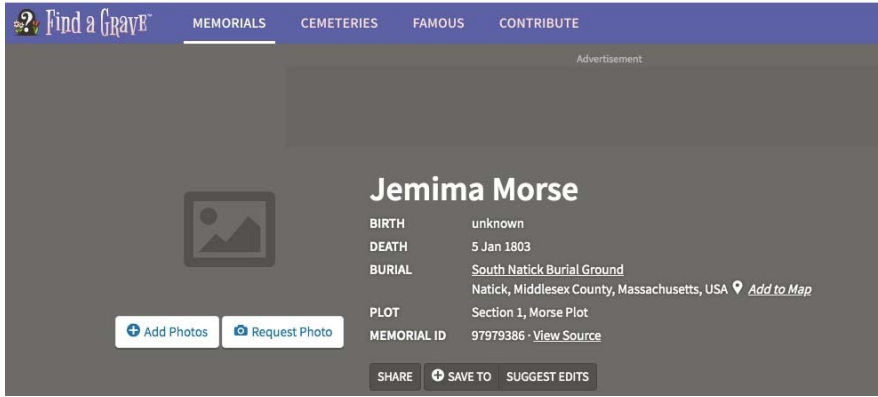 Find a GRAVE™ MEMORIALS CEMETERIES FAMOUS CONTRIBUTE
Advertisement
Jemima Morse
BIRTH unknown
DEATH 5 Jan 1803
BURIAL South Natick Burial Ground
Natick, Middlesex County, Massachusetts, USA Add to Map
PLOT Section 1, Morse Plot
MEMORIAL ID 97979386 · View Source
Add Photos Request Photo
SHARE SAVE TO SUGGEST EDITS